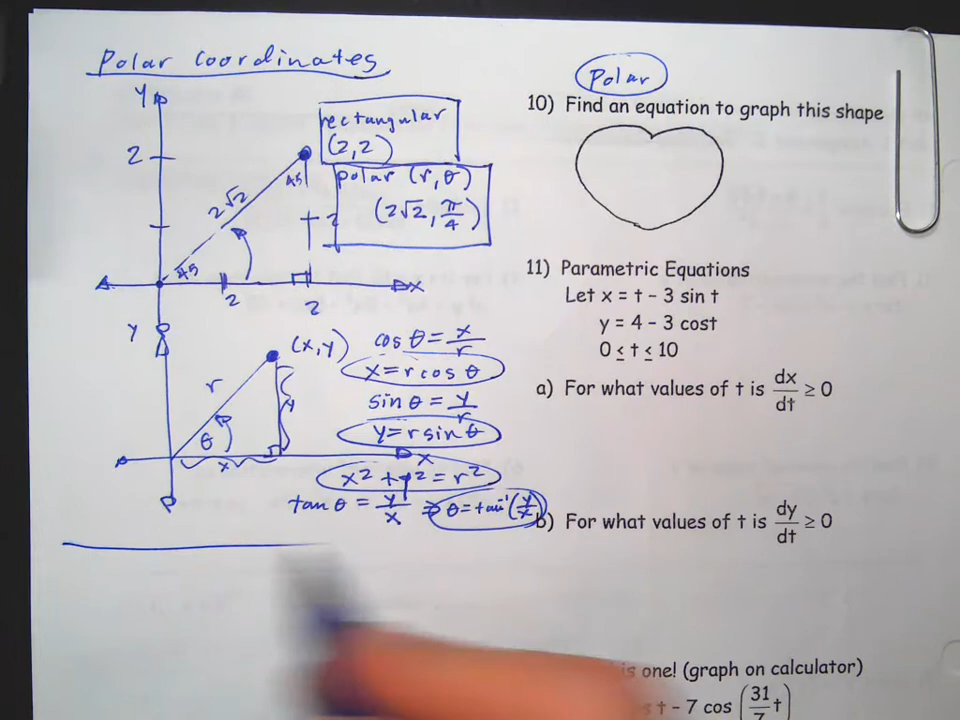 Polar Coordinates
y
2
2√2
45
45
2
2
2
x
rectangular
(2,2)
polar (r, θ)
(2√2, π/4)
y
(x,y)
r
θ
y
x
x
cos θ = x/r
x = r cos θ
sin θ = y/r
y = r sin θ
x² + y² = r²
tan θ = y/x ⇒ θ = tan⁻¹(y/x)
Polar
10) Find an equation to graph this shape
11) Parametric Equations
Let x = t - 3 sin t
y = 4 - 3 cost
0 ≤ t ≤ 10
a) For what values of t is dx/dt ≥ 0
b) For what values of t is dy/dt ≥ 0
is one! (graph on calculator)
t - 7 cos (31/7 t)